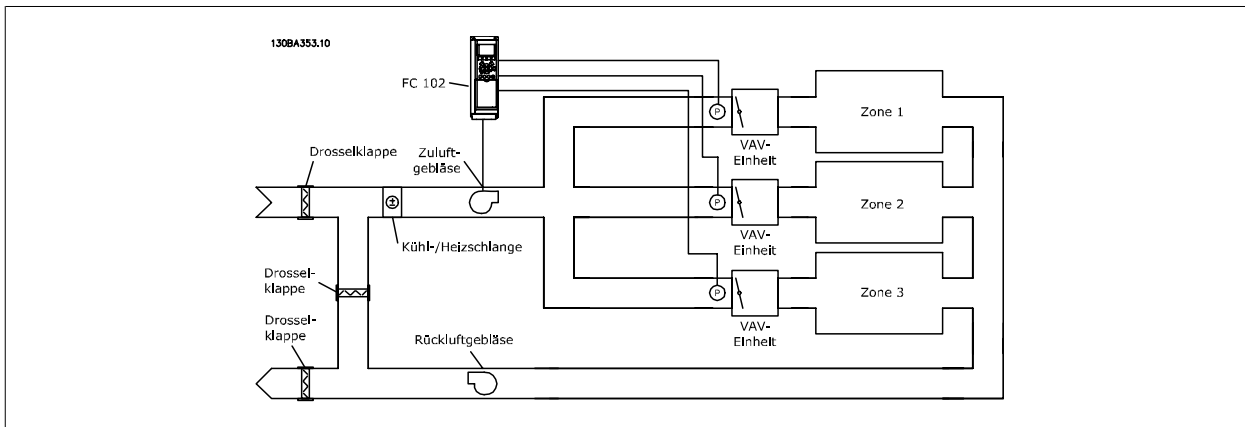 130BA353.10
FC 102
Drosselklappe
Zuluft-
gebläse
Kühl-/Heizschlange
Drossel-
klappe
Drossel-
klappe
Rückluftgebläse
P
VAV-
Einheit
Zone 1
P
VAV-
Einheit
Zone 2
P
VAV-
Einheit
Zone 3